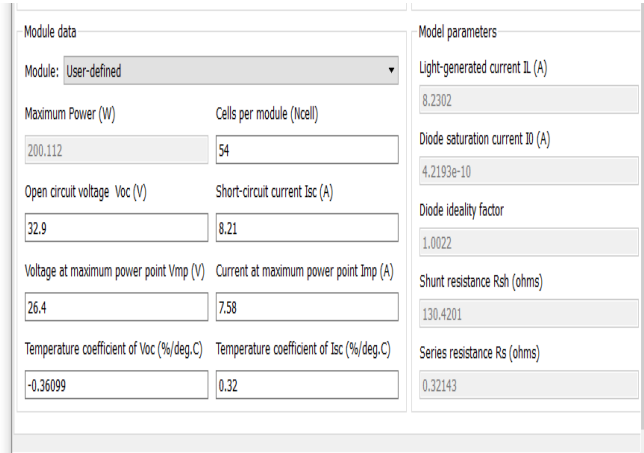 Module data
Module: User-defined
Maximum Power (W)
Cells per module (Ncell)
200.112
54
Open circuit voltage Voc (V)
Short-circuit current Isc (A)
32.9
8.21
Voltage at maximum power point Vmp (V)
Current at maximum power point Imp (A)
26.4
7.58
Temperature coefficient of Voc (%/deg.C)
Temperature coefficient of Isc (%/deg.C)
-0.36099
0.32
Model parameters
Light-generated current IL (A)
8.2302
Diode saturation current I0 (A)
4.2193e-10
Diode ideality factor
1.0022
Shunt resistance Rsh (ohms)
130.4201
Series resistance Rs (ohms)
0.32143